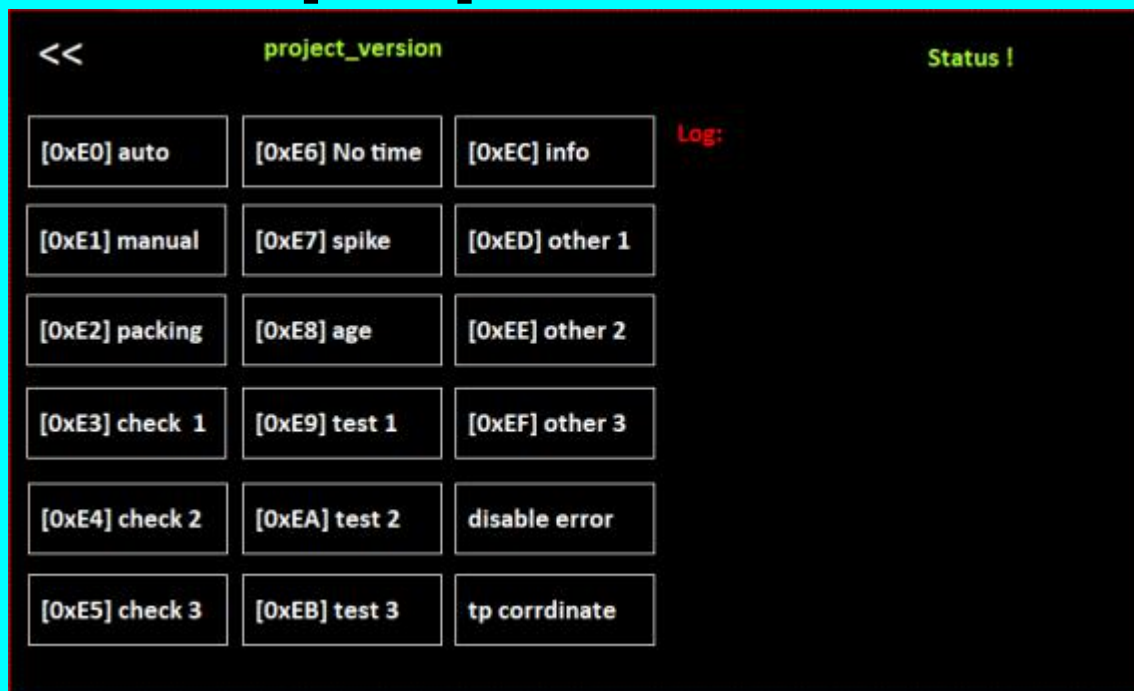 << project_version Status !
[0xE0] auto [0xE6] No time [0xEC] info Log:
[0xE1] manual [0xE7] spike [0xED] other 1
[0xE2] packing [0xE8] age [0xEE] other 2
[0xE3] check  1 [0xE9] test 1 [0xEF] other 3
[0xE4] check 2 [0xEA] test 2 disable error
[0xE5] check 3 [0xEB] test 3 tp corrdinate